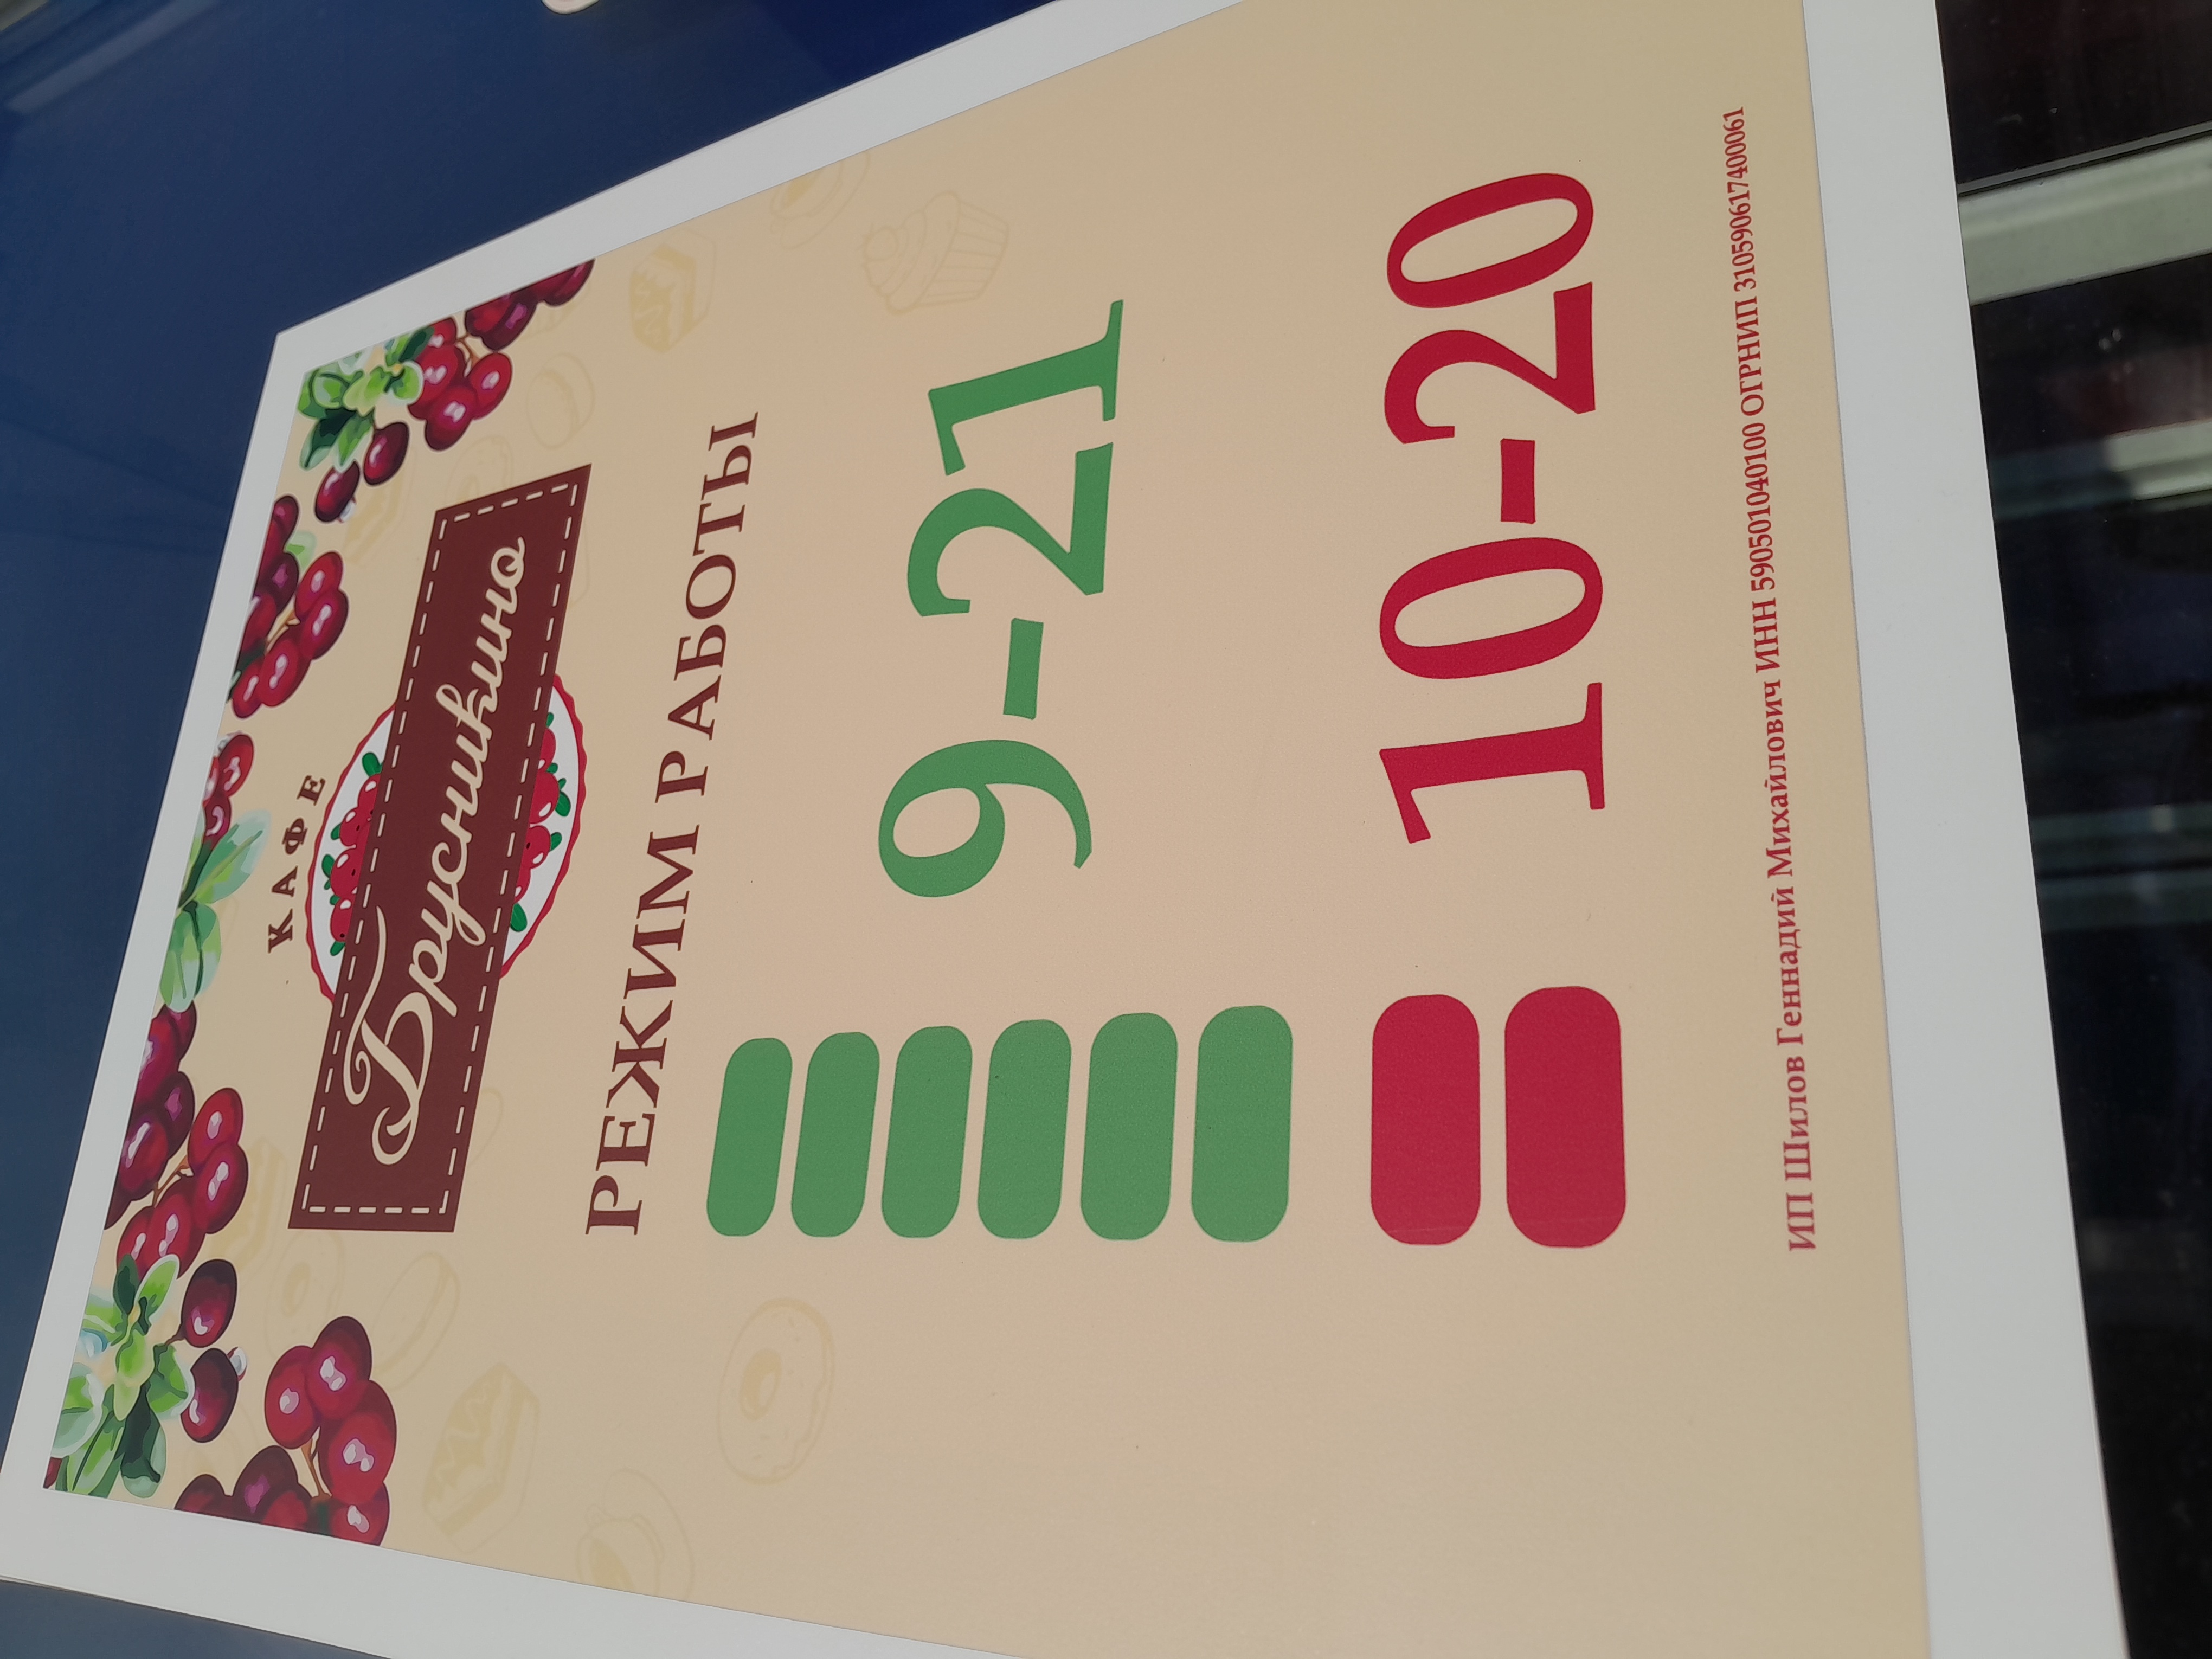 КАФЕ
Брусникино
РЕЖИМ РАБОТЫ
9-21
10-20
ИП Шилов Геннадий Михайлович ИНН 590501040100 ОГРНИП 310590617400061